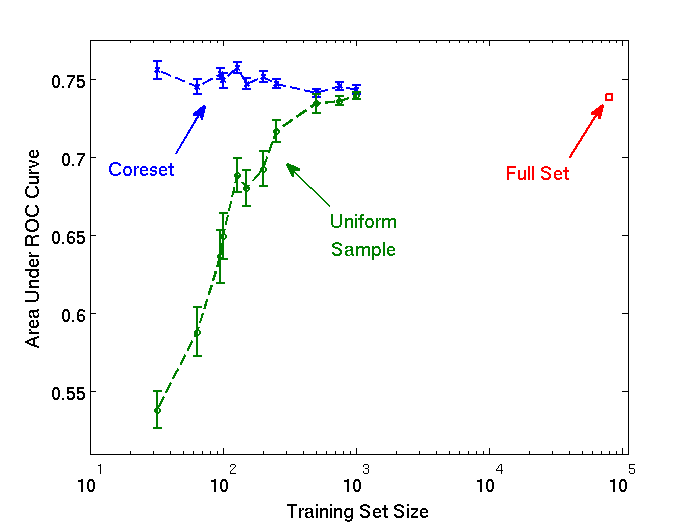 0.75
0.7
0.65
0.6
0.55
Area Under ROC Curve
Coreset
Uniform
Sample
Full Set
10^1
10^2
10^3
10^4
10^5
Training Set Size